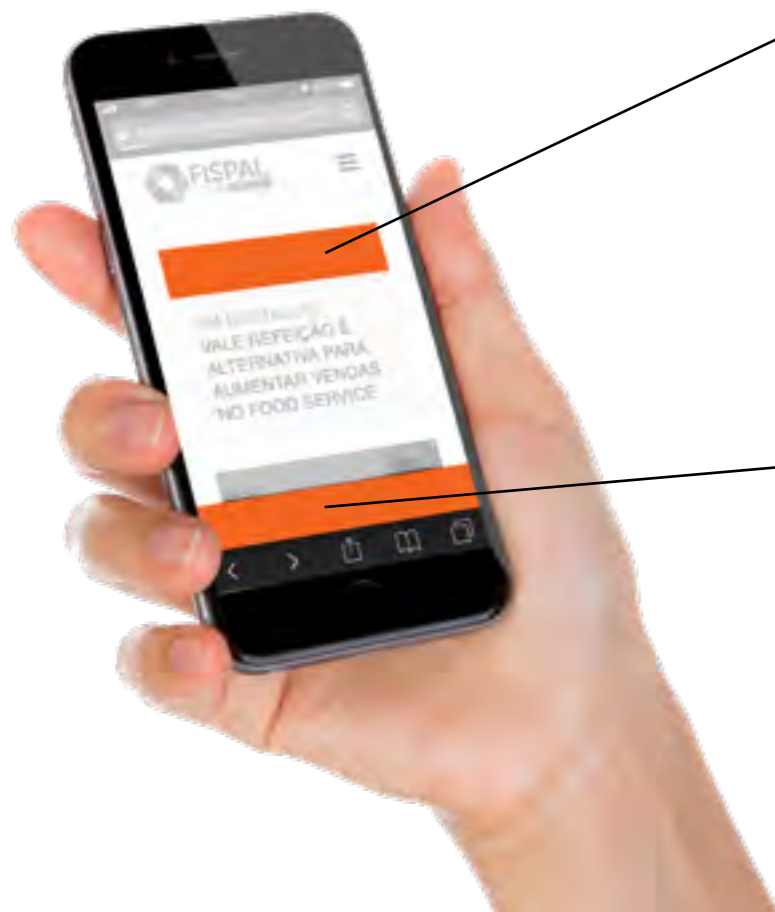 FISPAL
VALE REFEIÇÃO É
ALTERNATIVA PARA
AUMENTAR VENDAS
'NO FOOD SERVICE